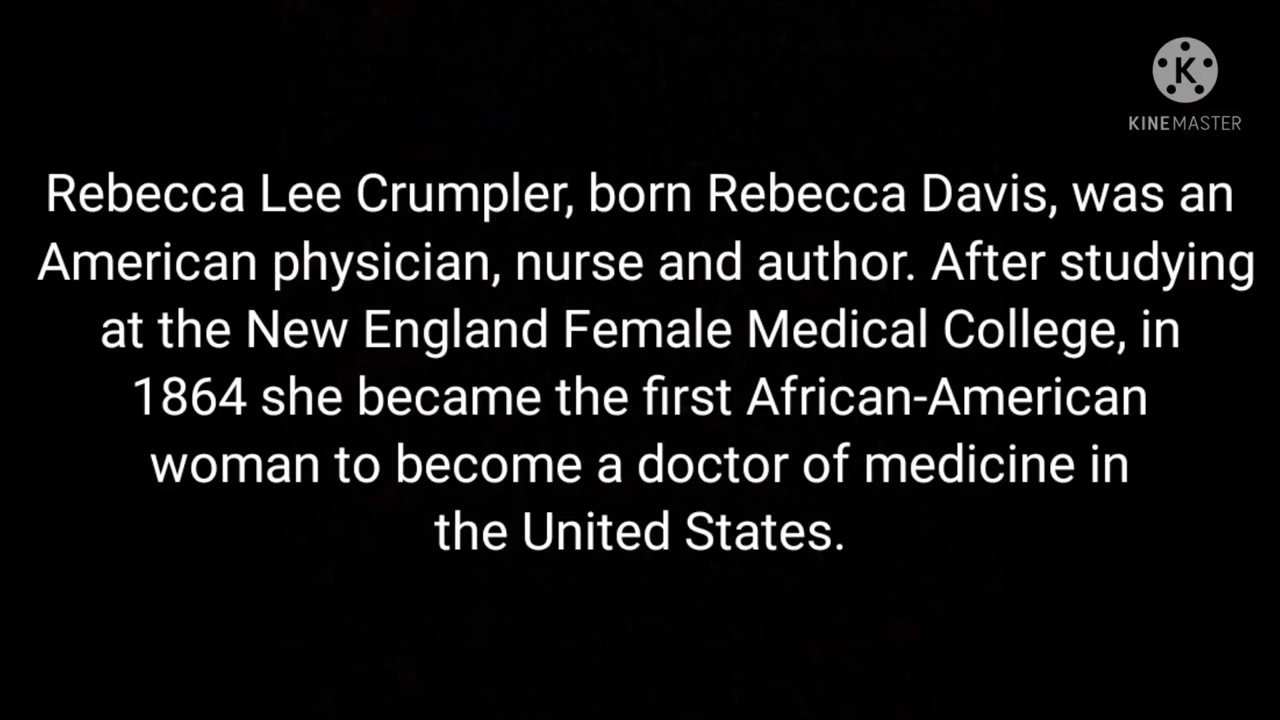 K
KINEMASTER
Rebecca Lee Crumpler, born Rebecca Davis, was an
American physician, nurse and author. After studying
at the New England Female Medical College, in
1864 she became the first African-American
woman to become a doctor of medicine in
the United States.